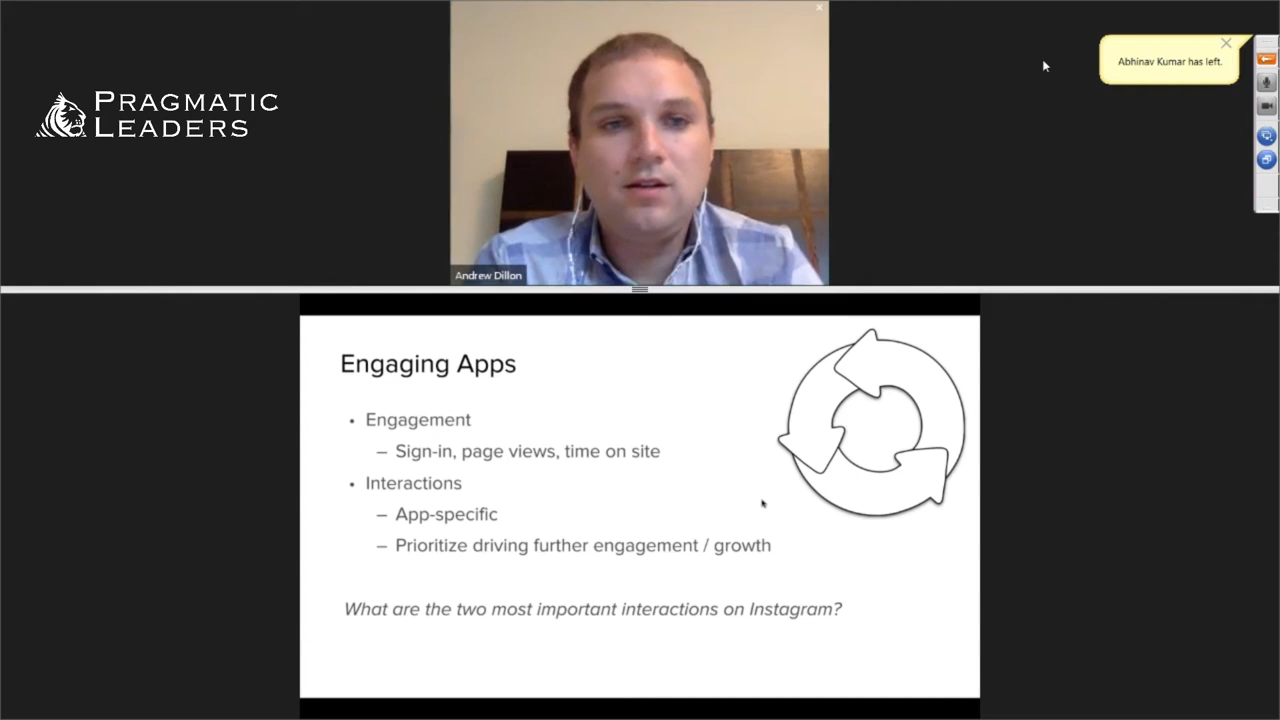 PRAGMATIC
LEADERS
Abhinav Kumar has left.
Andrew Dillon
Engaging Apps
• Engagement
– Sign-in, page views, time on site
• Interactions
– App-specific
– Prioritize driving further engagement / growth
What are the two most important interactions on Instagram?